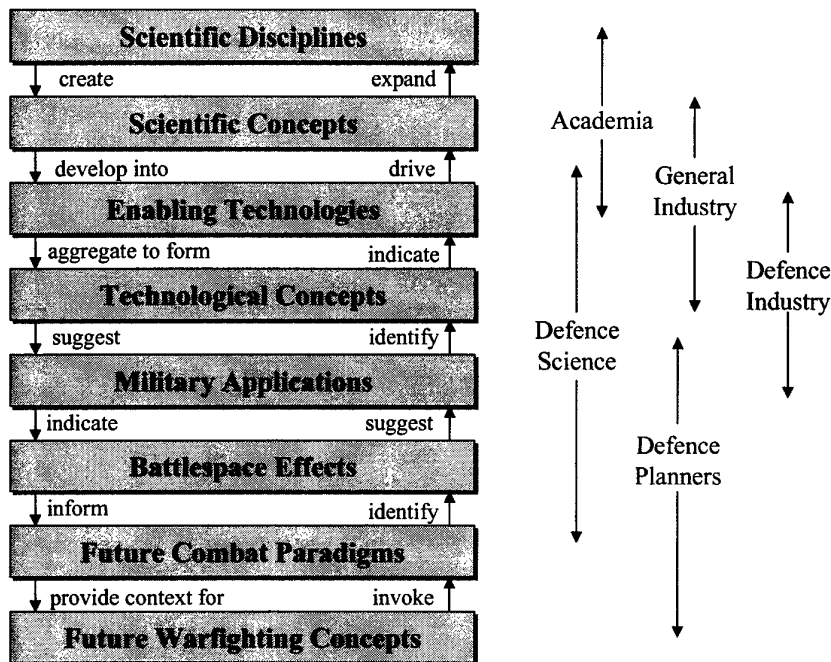 Scientific Disciplines
create
expand
Scientific Concepts
develop into
drive
Enabling Technologies
aggregate to form
indicate
Technological Concepts
suggest
identify
Military Applications
indicate
suggest
Battlespace Effects
inform
identify
Future Combat Paradigms
provide context for
invoke
Future Warfighting Concepts
Academia
General
Industry
Defence
Industry
Defence
Science
Defence
Planners